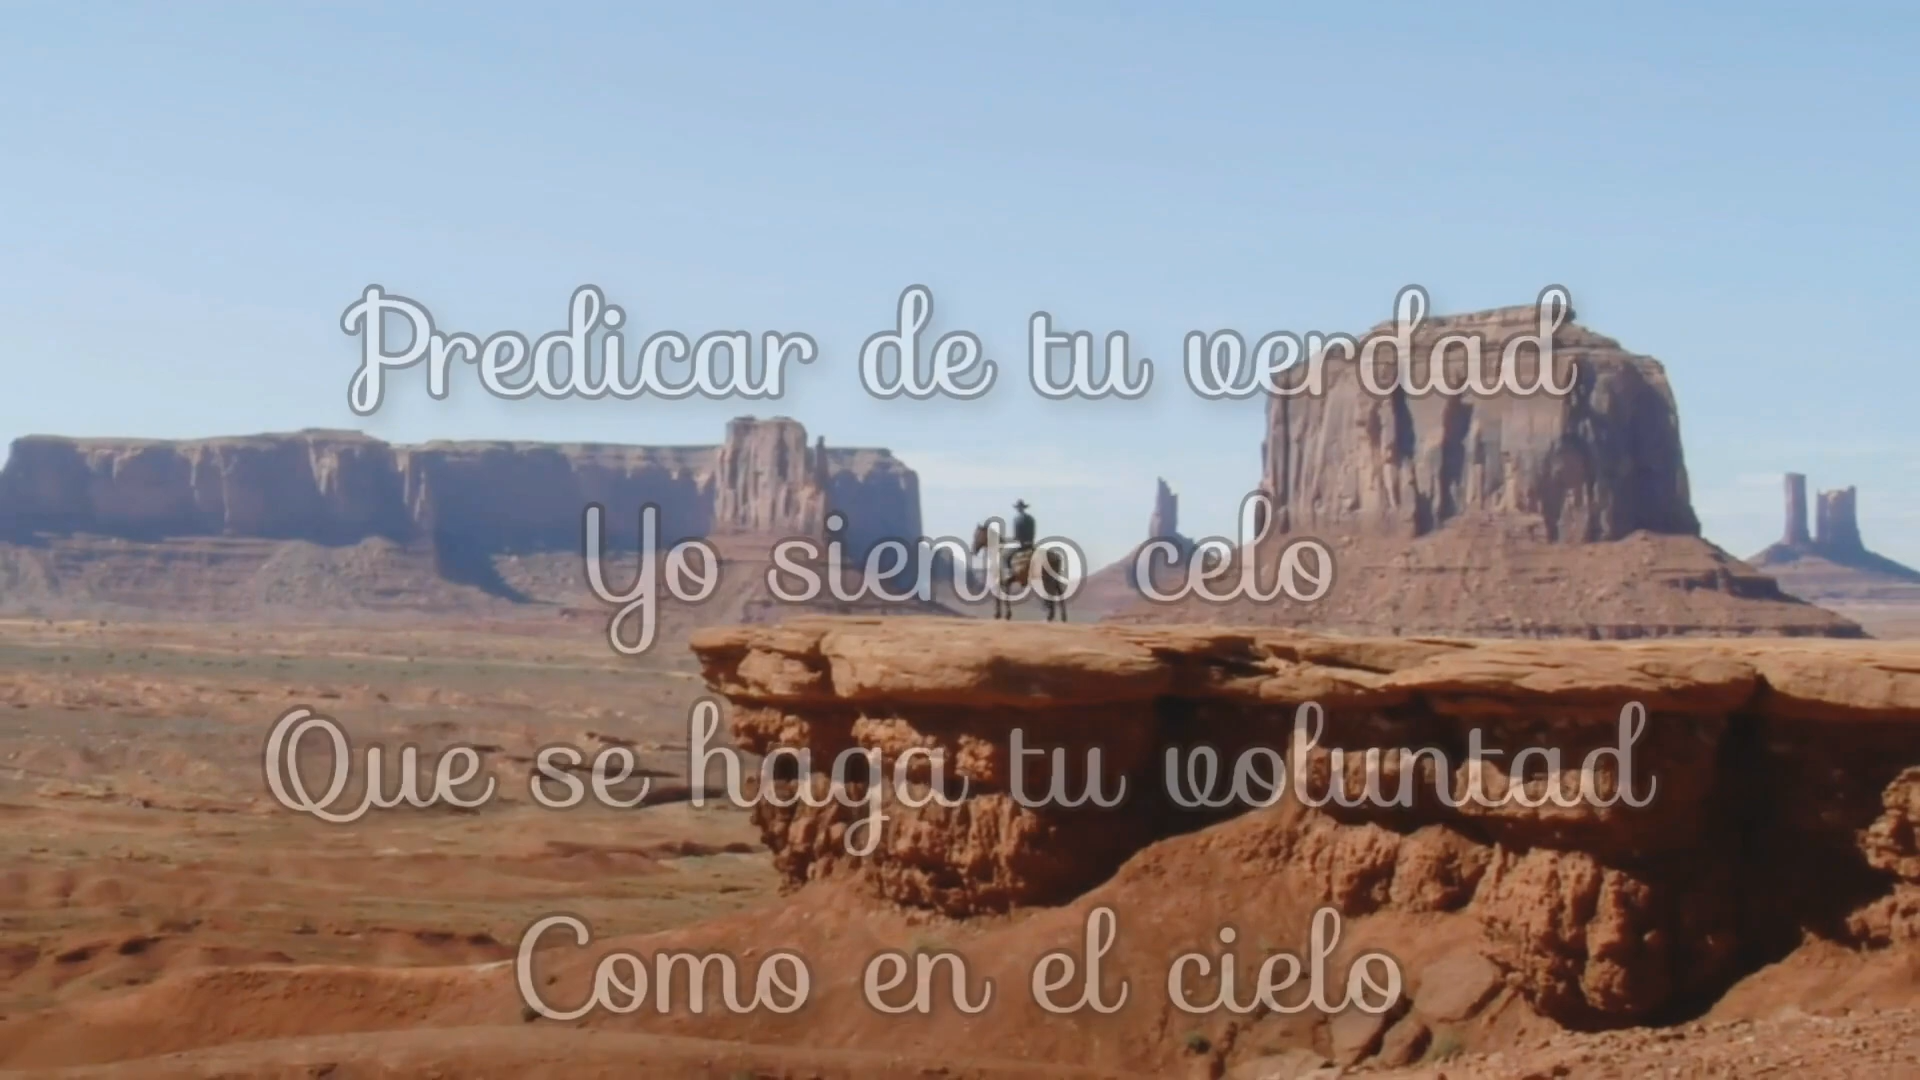 Predicar de tu verdad
Yo siento celo
Que se haga tu voluntad
Como en el cielo